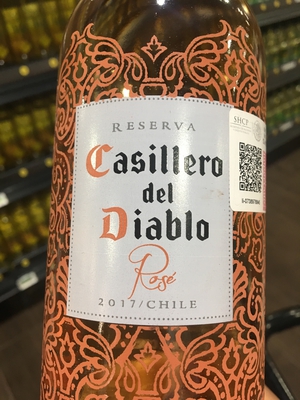 RESERVA
Casillero
del
Diablo
Rosé
2017/CHILE
SHCP